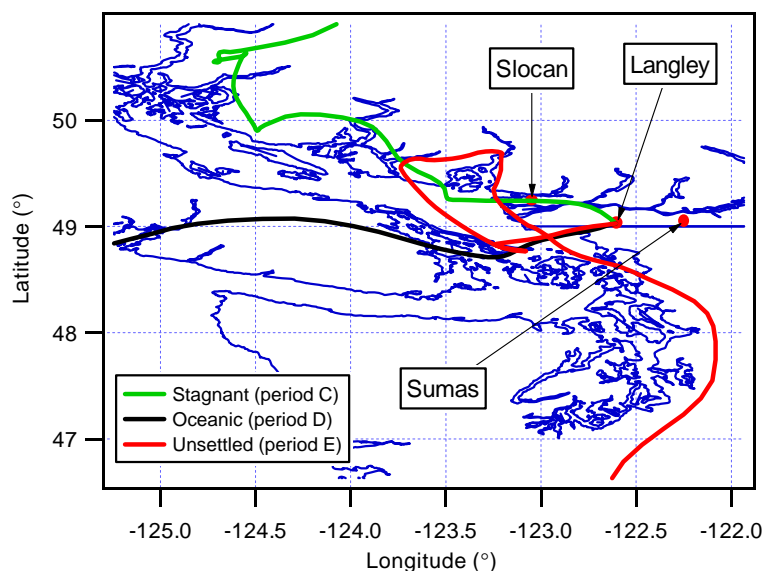 Slocan
Langley
50
49
48
47
Latitude (°)
Sumas
Stagnant (period C)
Oceanic (period D)
Unsettled (period E)
-125.0
-124.5
-124.0
-123.5
-123.0
-122.5
-122.0
Longitude (°)